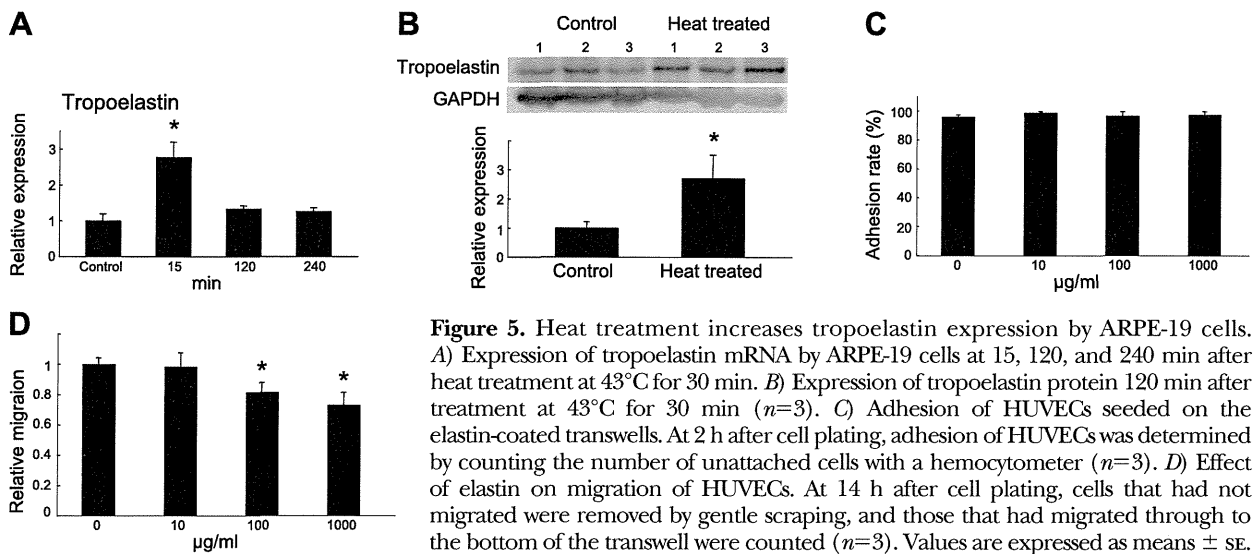 A
Tropoelastin
Relative expression
3
2
1
0
*
Control 15 120 240
min
B
Control Heat treated
1 2 3 1 2 3
Tropoelastin
GAPDH
Relative expression
3
2
1
0
*
Control Heat treated
C
Adhesion rate (%)
100
80
60
40
20
0
0 10 100 1000
µg/ml
D
Relative migraion
1
0.8
0.6
0.4
0.2
0
* *
0 10 100 1000
µg/ml
Figure 5. Heat treatment increases tropoelastin expression by ARPE-19 cells.
A) Expression of tropoelastin mRNA by ARPE-19 cells at 15, 120, and 240 min after
heat treatment at 43°C for 30 min. B) Expression of tropoelastin protein 120 min after
treatment at 43°C for 30 min (n=3). C) Adhesion of HUVECs seeded on the
elastin-coated transwells. At 2 h after cell plating, adhesion of HUVECs was determined
by counting the number of unattached cells with a hemocytometer (n=3). D) Effect
of elastin on migration of HUVECs. At 14 h after cell plating, cells that had not
migrated were removed by gentle scraping, and those that had migrated through to
the bottom of the transwell were counted (n=3). Values are expressed as means ± SE.